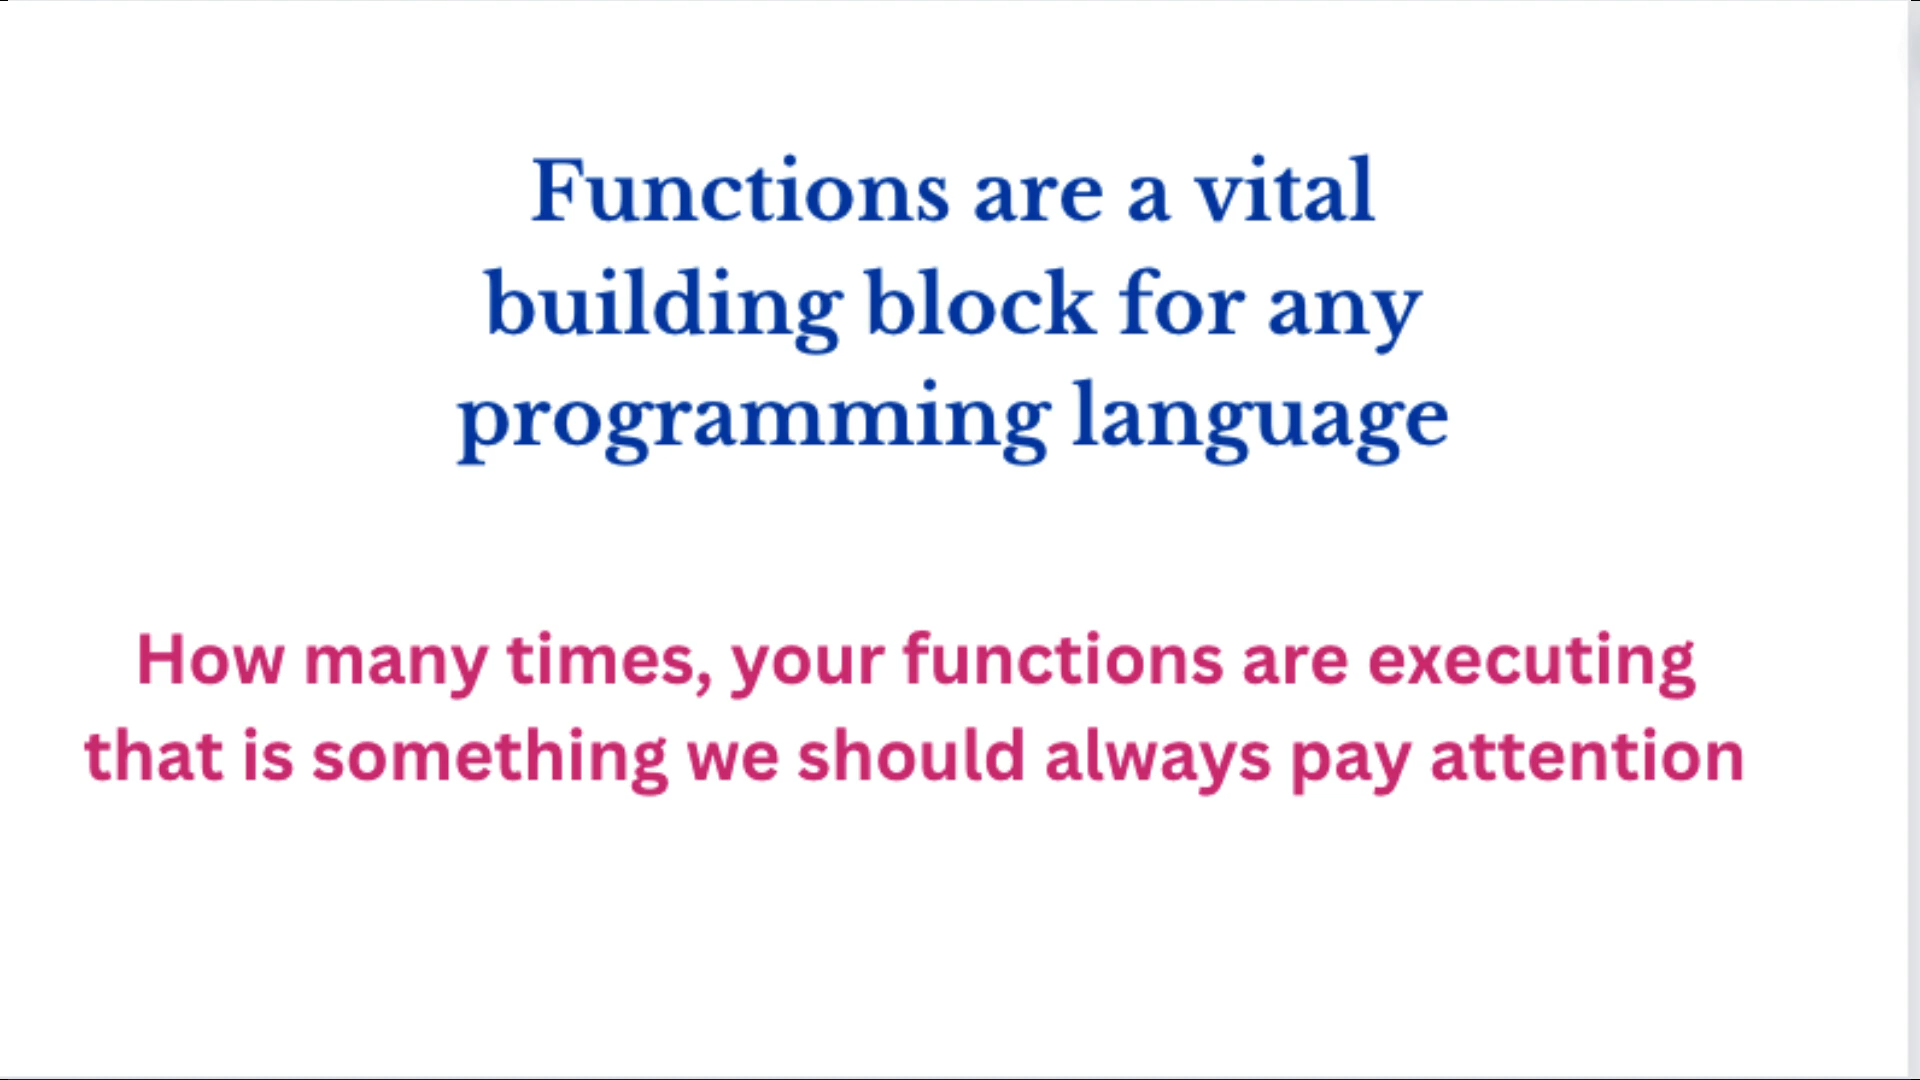 Functions are a vital
building block for any
programming language
How many times, your functions are executing
that is something we should always pay attention